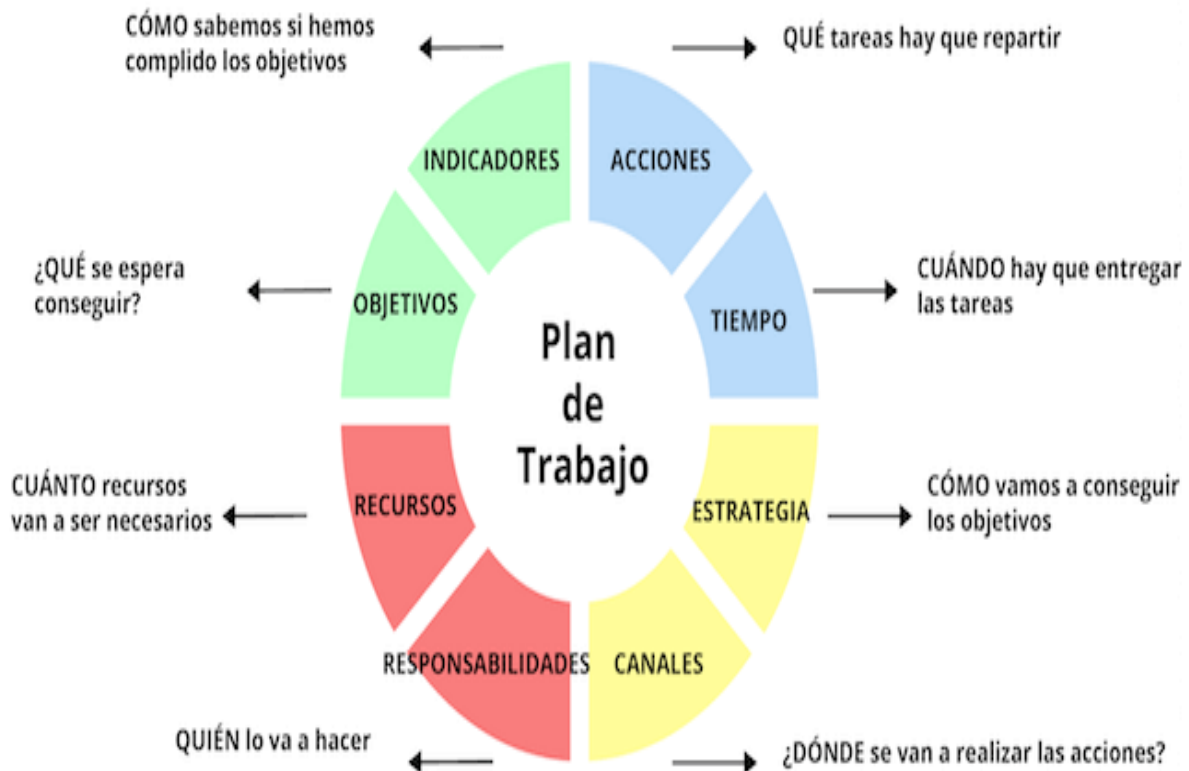 CÓMO sabemos si hemos
complido los objetivos
QUÉ tareas hay que repartir
INDICADORES
ACCIONES
¿QUÉ se espera
conseguir?
OBJETIVOS
TIEMPO
CUÁNDO hay que entregar
las tareas
Plan
de
Trabajo
CUÁNTO recursos
van a ser necesarios
RECURSOS
ESTRATEGIA
CÓMO vamos a conseguir
los objetivos
RESPONSABILIDADES
CANALES
QUIÉN lo va a hacer
¿DÓNDE se van a realizar las acciones?